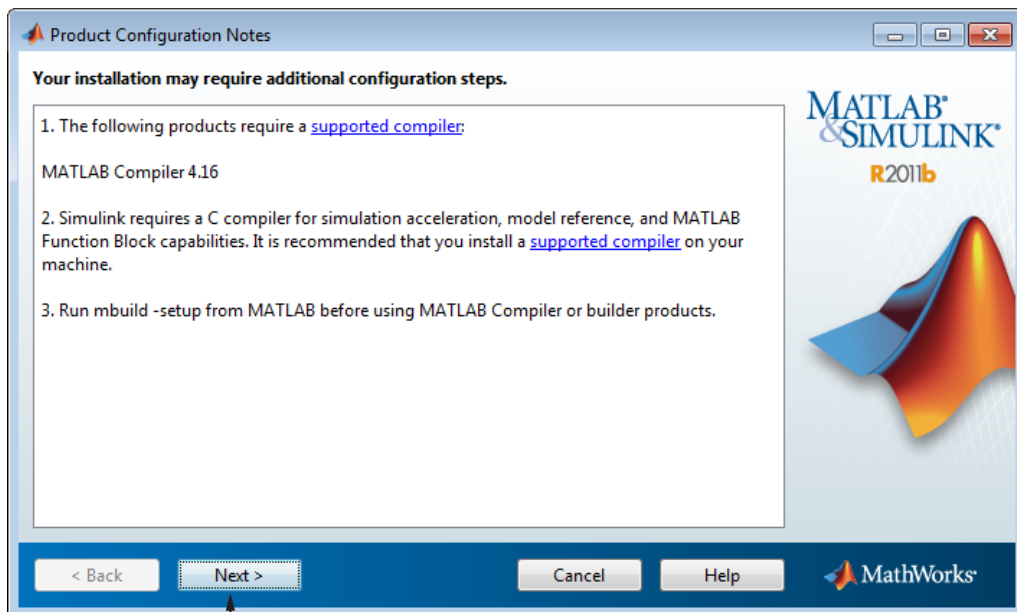 Product Configuration Notes
Your installation may require additional configuration steps.
1. The following products require a supported compiler:
MATLAB Compiler 4.16
2. Simulink requires a C compiler for simulation acceleration, model reference, and MATLAB
Function Block capabilities. It is recommended that you install a supported compiler on your
machine.
3. Run mbuild -setup from MATLAB before using MATLAB Compiler or builder products.
MATLAB®
&SIMULINK®
R2011b
< Back
Next >
Cancel
Help
MathWorks®